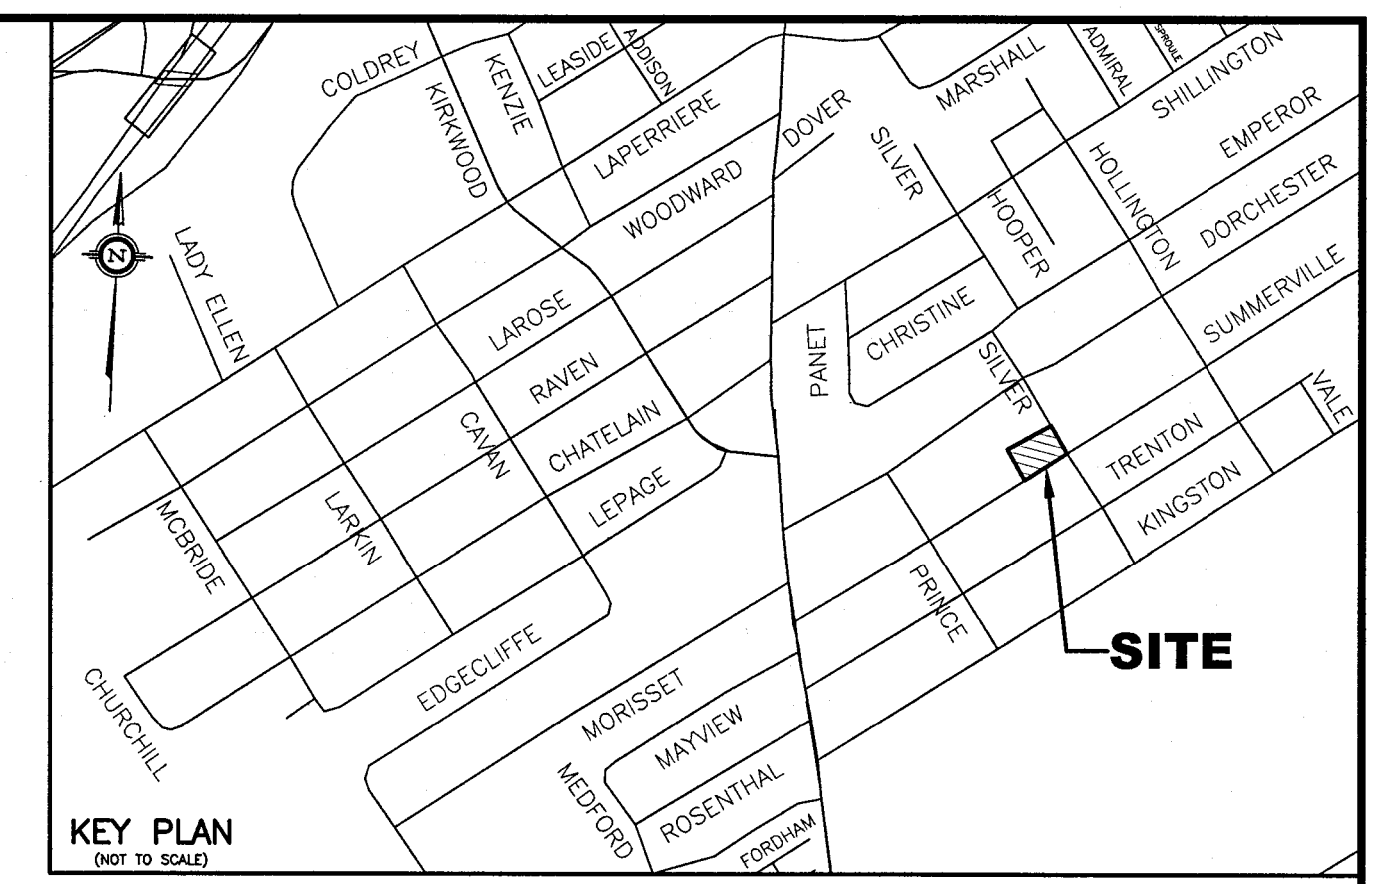 COLDREY
KIRKWOOD
KENZIE
LEASIDE
ADDISON
LAPERRIERE
WOODWARD
DOVER
SILVER
MARSHALL
ADMIRAL
SPROULE
SHILLINGTON
EMPEROR
HOLLINGTON
DORCHESTER
HOOPER
SUMMERVILLE
N
LADY ELLEN
LAROSE
RAVEN
CAVAN
CHATELAIN
LEPAGE
PANET
CHRISTINE
SILVER
VALE
TRENTON
KINGSTON
MCBRIDE
LARKIN
PRINCE
SITE
EDGECLIFFE
CHURCHILL
MORISSET
MAYVIEW
MEDFORD
ROSENTHAL
FORDHAM
KEY PLAN
(NOT TO SCALE)